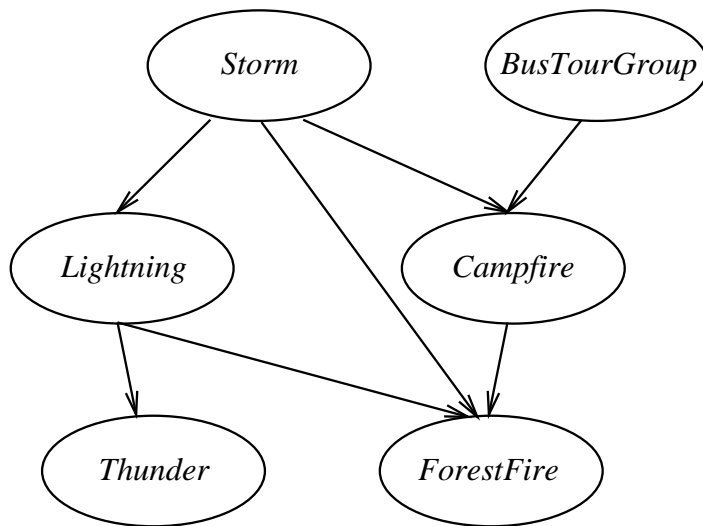 Storm
BusTourGroup
Lightning
Campfire
Thunder
ForestFire